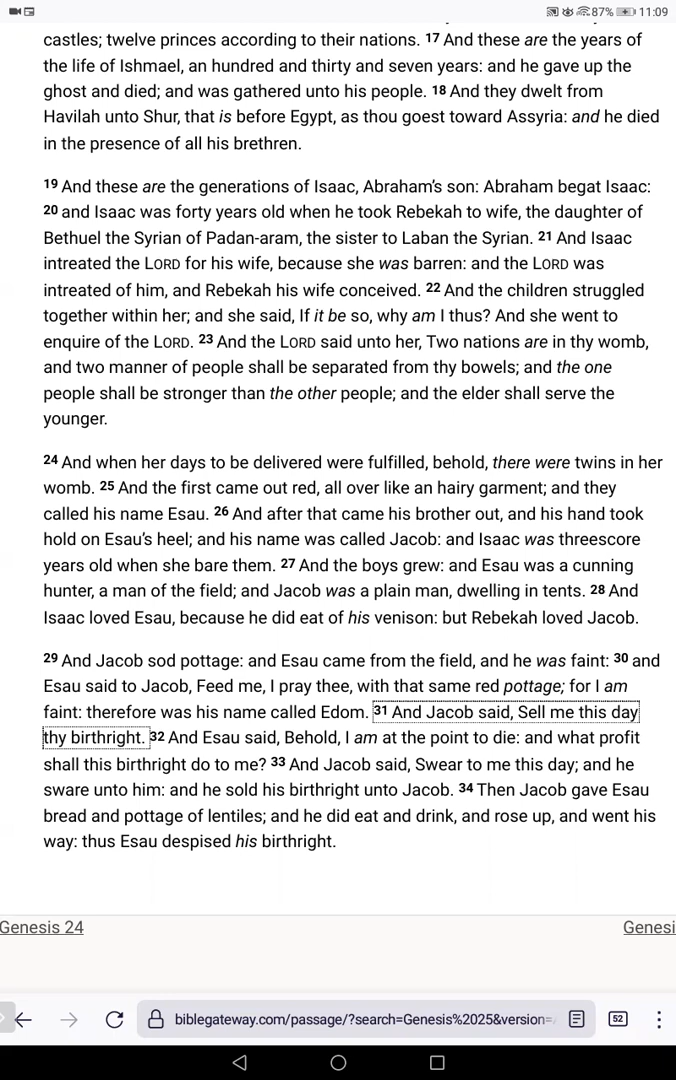 87% 11:09
castles; twelve princes according to their nations. 17 And these are the years of
the life of Ishmael, an hundred and thirty and seven years: and he gave up the
ghost and died; and was gathered unto his people. 18 And they dwelt from
Havilah unto Shur, that is before Egypt, as thou goest toward Assyria: and he died
in the presence of all his brethren.
19 And these are the generations of Isaac, Abraham's son: Abraham begat Isaac:
20 and Isaac was forty years old when he took Rebekah to wife, the daughter of
Bethuel the Syrian of Padan-aram, the sister to Laban the Syrian. 21 And Isaac
intreated the LORD for his wife, because she was barren: and the LORD was
intreated of him, and Rebekah his wife conceived. 22 And the children struggled
together within her; and she said, If it be so, why am I thus? And she went to
enquire of the LORD. 23 And the LORD said unto her, Two nations are in thy womb,
and two manner of people shall be separated from thy bowels; and the one
people shall be stronger than the other people; and the elder shall serve the
younger.
24 And when her days to be delivered were fulfilled, behold, there were twins in her
womb. 25 And the first came out red, all over like an hairy garment; and they
called his name Esau. 26 And after that came his brother out, and his hand took
hold on Esau's heel; and his name was called Jacob: and Isaac was threescore
years old when she bare them. 27 And the boys grew: and Esau was a cunning
hunter, a man of the field; and Jacob was a plain man, dwelling in tents. 28 And
Isaac loved Esau, because he did eat of his venison: but Rebekah loved Jacob.
29 And Jacob sod pottage: and Esau came from the field, and he was faint: 30 and
Esau said to Jacob, Feed me, I pray thee, with that same red pottage; for I am
faint: therefore was his name called Edom. 31 And Jacob said, Sell me this day
thy birthright. 32 And Esau said, Behold, I am at the point to die: and what profit
shall this birthright do to me? 33 And Jacob said, Swear to me this day; and he
sware unto him: and he sold his birthright unto Jacob. 34 Then Jacob gave Esau
bread and pottage of lentiles; and he did eat and drink, and rose up, and went his
way: thus Esau despised his birthright.
Genesis 24 Genesi
biblegateway.com/passage/?search=Genesis%2025&version= 52